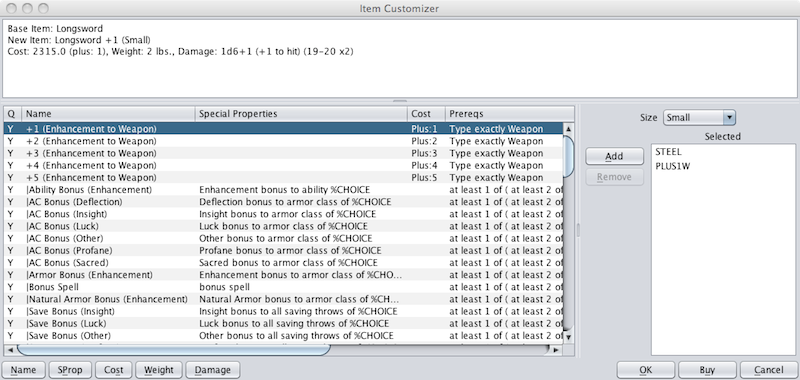 Item Customizer
Base Item: Longsword
New Item: Longsword +1 (Small)
Cost: 2315.0 (plus: 1), Weight: 2 lbs., Damage: 1d6+1 (+1 to hit) (19-20 x2)
Q Name Special Properties Cost Prereqs
Y +1 (Enhancement to Weapon) Plus:1 Type exactly Weapon
Y +2 (Enhancement to Weapon) Plus:2 Type exactly Weapon
Y +3 (Enhancement to Weapon) Plus:3 Type exactly Weapon
Y +4 (Enhancement to Weapon) Plus:4 Type exactly Weapon
Y +5 (Enhancement to Weapon) Plus:5 Type exactly Weapon
Y |Ability Bonus (Enhancement) Enhancement bonus to ability %CHOICE at least 1 of ( at least 2 of
Y |AC Bonus (Deflection) Deflection bonus to armor class of %CHOICE at least 1 of ( at least 2 of
Y |AC Bonus (Insight) Insight bonus to armor class of %CHOICE at least 1 of ( at least 2 of
Y |AC Bonus (Luck) Luck bonus to armor class of %CHOICE at least 1 of ( at least 2 of
Y |AC Bonus (Other) Other bonus to armor class of %CHOICE at least 1 of ( at least 2 of
Y |AC Bonus (Profane) Profane bonus to armor class of %CHOICE at least 1 of ( at least 2 of
Y |AC Bonus (Sacred) Sacred bonus to armor class of %CHOICE at least 1 of ( at least 2 of
Y |Armor Bonus (Enhancement) Enhancement bonus to armor class of %CHO... at least 1 of ( at least 2 of
Y |Bonus Spell bonus spell at least 1 of ( at least 2 of
Y |Natural Armor Bonus (Enhancement) Natural Armor bonus to armor class of %CH... at least 1 of ( at least 2 of
Y |Save Bonus (Insight) Insight bonus to all saving throws of %CHOICE at least 1 of ( at least 2 of
Y |Save Bonus (Luck) Luck bonus to all saving throws of %CHOICE at least 1 of ( at least 2 of
Y |Save Bonus (Other) Other bonus to all saving throws of %CHOICE at least 1 of ( at least 2 of
Size Small
Selected
Add
Remove
STEEL
PLUS1W
Name SProp Cost Weight Damage OK Buy Cancel